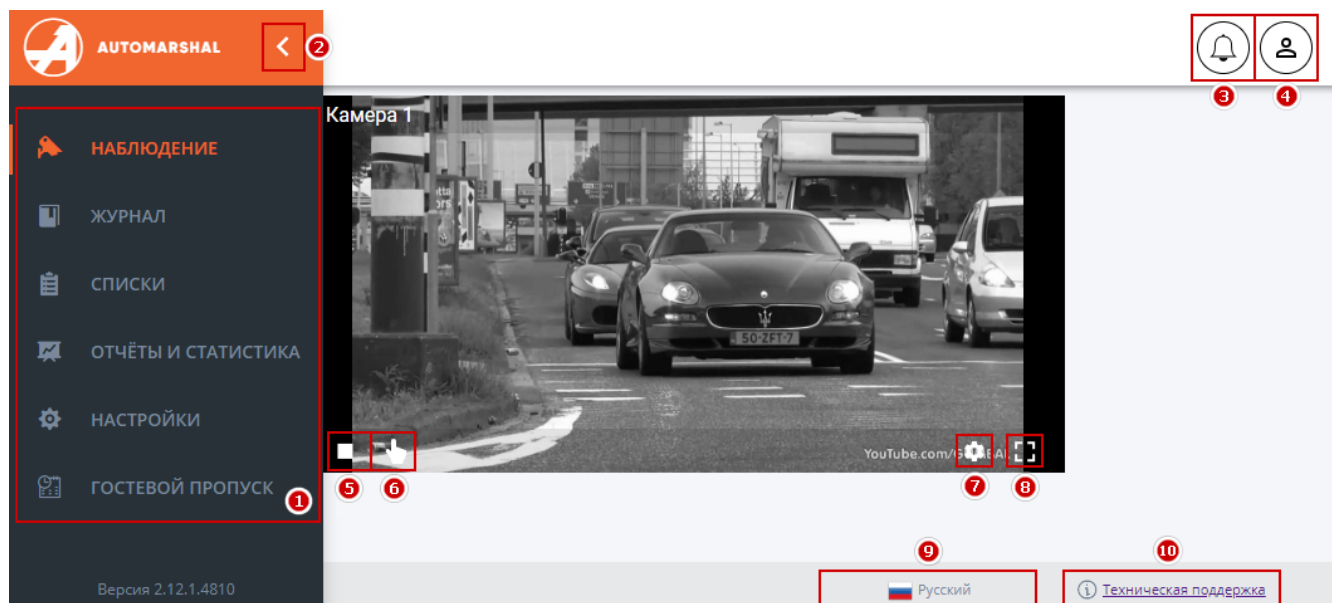 AUTOMARSHAL
2
3
4
Камера 1
НАБЛЮДЕНИЕ
ЖУРНАЛ
СПИСКИ
ОТЧЁТЫ И СТАТИСТИКА
НАСТРОЙКИ
ГОСТЕВОЙ ПРОПУСК
1
50-ZFT-7
YouTube.com/
5
6
7
8
9
10
Версия 2.12.1.4810
Русский
Техническая поддержка